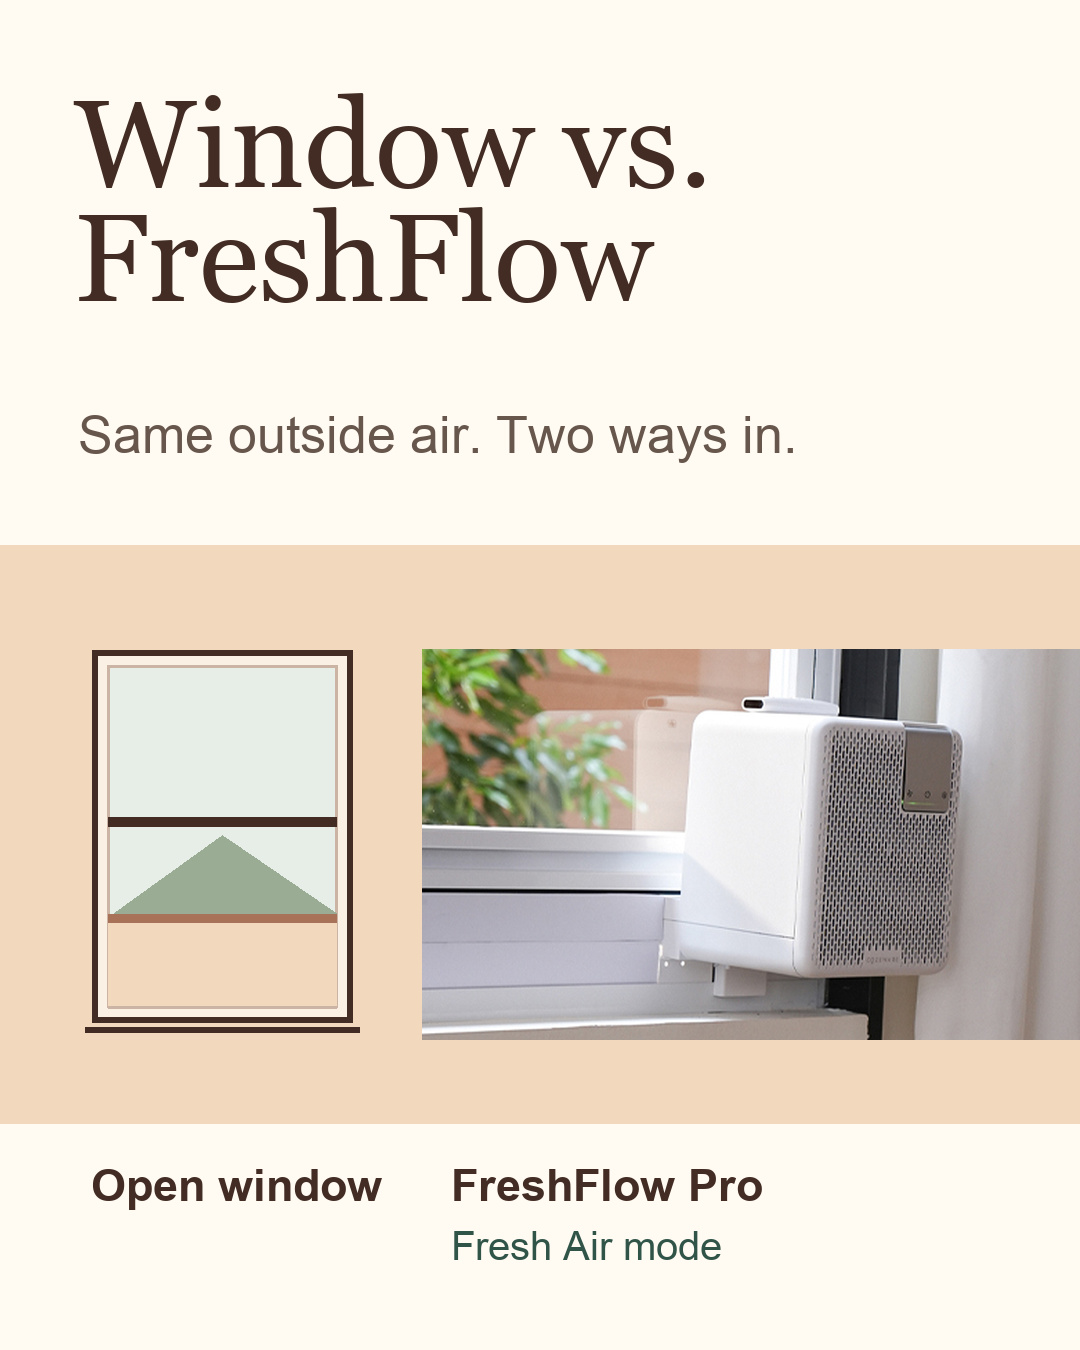 Window vs.
FreshFlow
Same outside air. Two ways in.
Open window
FreshFlow Pro
Fresh Air mode